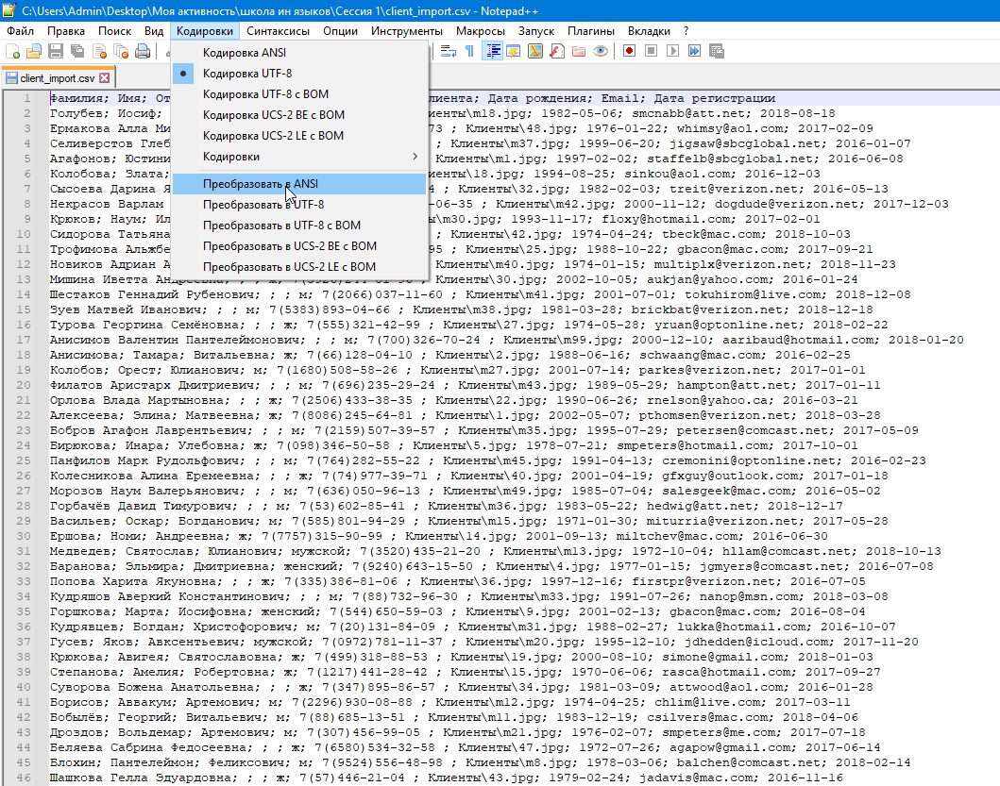 C:\Users\Admin\Desktop\Моя активность\школа ин языков\Сессия 1\client_import.csv - Notepad++
Файл Правка Поиск Вид Кодировки Синтаксисы Опции Инструменты Макросы Запуск Плагины Вкладки ?
client_import.csv
Кодировка ANSI
Кодировка UTF-8
Кодировка UTF-8 с BOM
Кодировка UCS-2 BE с BOM
Кодировка UCS-2 LE с BOM
Кодировки
Преобразовать в ANSI
Преобразовать в UTF-8
Преобразовать в UTF-8 с BOM
Преобразовать в UCS-2 BE с BOM
Преобразовать в UCS-2 LE с BOM
1 Фамилия; Имя; От лиента; Дата рождения; Email; Дата регистрации
2 Голубев; Иосиф; лиенты\m18.jpg; 1982-05-06; smcnabb@att.net; 2018-08-18
3 Ермакова Алла Ми 73 ; Клиенты\48.jpg; 1976-01-22; whimsy@aol.com; 2017-02-09
4 Селиверстов Глеб ; Клиенты\m37.jpg; 1999-06-20; jigsaw@sbcglobal.net; 2016-01-07
5 Агафонов; Юстини енты\m1.jpg; 1997-02-02; staffelb@sbcglobal.net; 2016-06-08
6 Колобова; Злата; енты\18.jpg; 1994-08-25; sinkou@aol.com; 2016-12-03
7 Сысоева Дарина Я ; Клиенты\32.jpg; 1982-02-03; treit@verizon.net; 2016-05-13
8 Некрасов Варлам -06-35 ; Клиенты\m42.jpg; 2000-11-12; dogdude@verizon.net; 2017-12-03
9 Крюков; Наум; Ил ы\m30.jpg; 1993-11-17; floxy@hotmail.com; 2017-02-01
10 Сидорова Татьяна ; Клиенты\42.jpg; 1974-04-24; tbeck@mac.com; 2018-10-03
11 Трофимова Альжбе 95 ; Клиенты\25.jpg; 1988-10-22; gbacon@mac.com; 2017-09-21
12 Новиков Адриан А Клиенты\m40.jpg; 1974-01-15; multiplx@verizon.net; 2018-11-23
13 Мишина Иветта Андреевна; ; ; ж; 7(3926)244-81-96 ; Клиенты\30.jpg; 2002-10-05; aukjan@yahoo.com; 2016-01-24
14 Шестаков Геннадий Рубенович; ; ; м; 7(2066)037-11-60 ; Клиенты\m41.jpg; 2001-07-01; tokuhirom@live.com; 2018-12-08
15 Зуев Матвей Иванович; ; ; м; 7(5383)893-04-66 ; Клиенты\m38.jpg; 1981-03-28; brickbat@verizon.net; 2018-12-18
16 Турова Георгина Семёновна; ; ; ж; 7(555)321-42-99 ; Клиенты\27.jpg; 1974-05-28; yruan@optonline.net; 2018-02-22
17 Анисимов Валентин Пантелеймонович; ; ; м; 7(700)326-70-24 ; Клиенты\m99.jpg; 2000-12-10; aaribaud@hotmail.com; 2018-01-20
18 Анисимова; Тамара; Витальевна; ж; 7(66)128-04-10 ; Клиенты\2.jpg; 1988-06-16; schwaang@mac.com; 2016-02-25
19 Колобов; Орест; Юлианович; м; 7(1680)508-58-26 ; Клиенты\m27.jpg; 2001-07-14; parkes@verizon.net; 2017-01-01
20 Филатов Аристарх Дмитриевич; ; ; м; 7(696)235-29-24 ; Клиенты\m43.jpg; 1989-05-29; hampton@att.net; 2017-01-11
21 Орлова Влада Мартыновна; ; ; ж; 7(2506)433-38-35 ; Клиенты\22.jpg; 1990-06-26; rnelson@yahoo.ca; 2016-03-21
22 Алексеева; Элина; Матвеевна; ж; 7(8086)245-64-81 ; Клиенты\1.jpg; 2002-05-07; pthomsen@verizon.net; 2018-03-28
23 Бобров Агафон Лаврентьевич; ; ; м; 7(2159)507-39-57 ; Клиенты\m35.jpg; 1995-07-29; petersen@comcast.net; 2017-05-09
24 Бирюкова; Инара; Улебовна; ж; 7(098)346-50-58 ; Клиенты\5.jpg; 1978-07-21; smpeters@hotmail.com; 2017-10-01
25 Панфилов Марк Рудольфович; ; ; м; 7(764)282-55-22 ; Клиенты\m45.jpg; 1991-04-13; cremonini@optonline.net; 2016-02-23
26 Колесникова Алина Еремеевна; ; ; ж; 7(74)977-39-71 ; Клиенты\40.jpg; 2001-04-19; gfxguy@outlook.com; 2017-01-18
27 Морозов Наум Валерьянович; ; ; м; 7(636)050-96-13 ; Клиенты\m49.jpg; 1985-07-04; salesgeek@mac.com; 2016-05-02
28 Горбачёв Давид Тимурович; ; ; м; 7(53)602-85-41 ; Клиенты\m36.jpg; 1983-05-22; hedwig@att.net; 2018-12-17
29 Васильев; Оскар; Богданович; м; 7(585)801-94-29 ; Клиенты\m15.jpg; 1971-01-30; miturria@verizon.net; 2017-05-28
30 Ершова; Номи; Андреевна; ж; 7(7757)315-90-99 ; Клиенты\14.jpg; 2001-09-13; miltchev@mac.com; 2016-06-30
31 Медведев; Святослав; Юлианович; мужской; 7(3520)435-21-20 ; Клиенты\m13.jpg; 1972-10-04; hllam@comcast.net; 2018-10-13
32 Баранова; Эльмира; Дмитриевна; женский; 7(9240)643-15-50 ; Клиенты\4.jpg; 1977-01-15; jgmyers@comcast.net; 2016-07-08
33 Попова Харита Якуновна; ; ; ж; 7(335)386-81-06 ; Клиенты\36.jpg; 1997-12-16; firstpr@verizon.net; 2016-07-05
34 Кудряшов Аверкий Константинович; ; ; м; 7(88)732-96-30 ; Клиенты\m33.jpg; 1991-07-26; nanop@msn.com; 2018-03-08
35 Горшкова; Марта; Иосифовна; женский; 7(544)650-59-03 ; Клиенты\9.jpg; 2001-02-13; gbacon@mac.com; 2016-08-04
36 Кудрявцев; Богдан; Христофорович; м; 7(20)131-84-09 ; Клиенты\m31.jpg; 1988-02-27; lukka@hotmail.com; 2016-10-07
37 Гусев; Яков; Авксентьевич; мужской; 7(0972)781-11-37 ; Клиенты\m20.jpg; 1995-12-10; jdhedden@icloud.com; 2017-11-20
38 Крюкова; Авигея; Святославовна; ж; 7(499)318-88-53 ; Клиенты\19.jpg; 2000-08-10; simone@gmail.com; 2018-01-03
39 Степанова; Амелия; Робертовна; ж; 7(1217)441-28-42 ; Клиенты\15.jpg; 1970-06-06; rasca@hotmail.com; 2017-09-27
40 Суворова Божена Анатольевна; ; ; ж; 7(347)895-86-57 ; Клиенты\34.jpg; 1981-03-09; attwood@aol.com; 2016-01-28
41 Борисов; Аввакум; Артемович; м; 7(2296)930-08-88 ; Клиенты\m12.jpg; 1974-04-25; chlim@live.com; 2017-03-11
42 Бобылёв; Георгий; Витальевич; м; 7(88)685-13-51 ; Клиенты\m11.jpg; 1983-12-19; csilvers@mac.com; 2018-04-06
43 Дроздов; Вольдемар; Артемович; м; 7(307)456-99-05 ; Клиенты\m21.jpg; 1976-02-07; smpeters@me.com; 2017-07-18
44 Беляева Сабрина Федосеевна; ; ; ж; 7(6580)534-32-58 ; Клиенты\47.jpg; 1972-07-26; agapow@gmail.com; 2017-06-14
45 Блохин; Пантелеймон; Феликсович; м; 7(9524)556-48-98 ; Клиенты\m8.jpg; 1978-03-06; balchen@comcast.net; 2018-02-14
46 Шашкова Гелла Эдуардовна; ; ; ж; 7(57)446-21-04 ; Клиенты\43.jpg; 1979-02-24; jadavis@mac.com; 2016-11-16